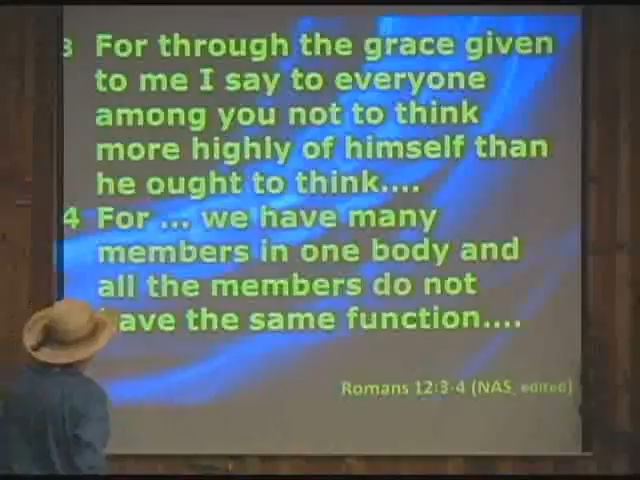 3 For through the grace given
to me I say to everyone
among you not to think
more highly of himself than
he ought to think....
4 For ... we have many
members in one body and
all the members do not
have the same function....
Romans 12:3-4 (NAS, edited)